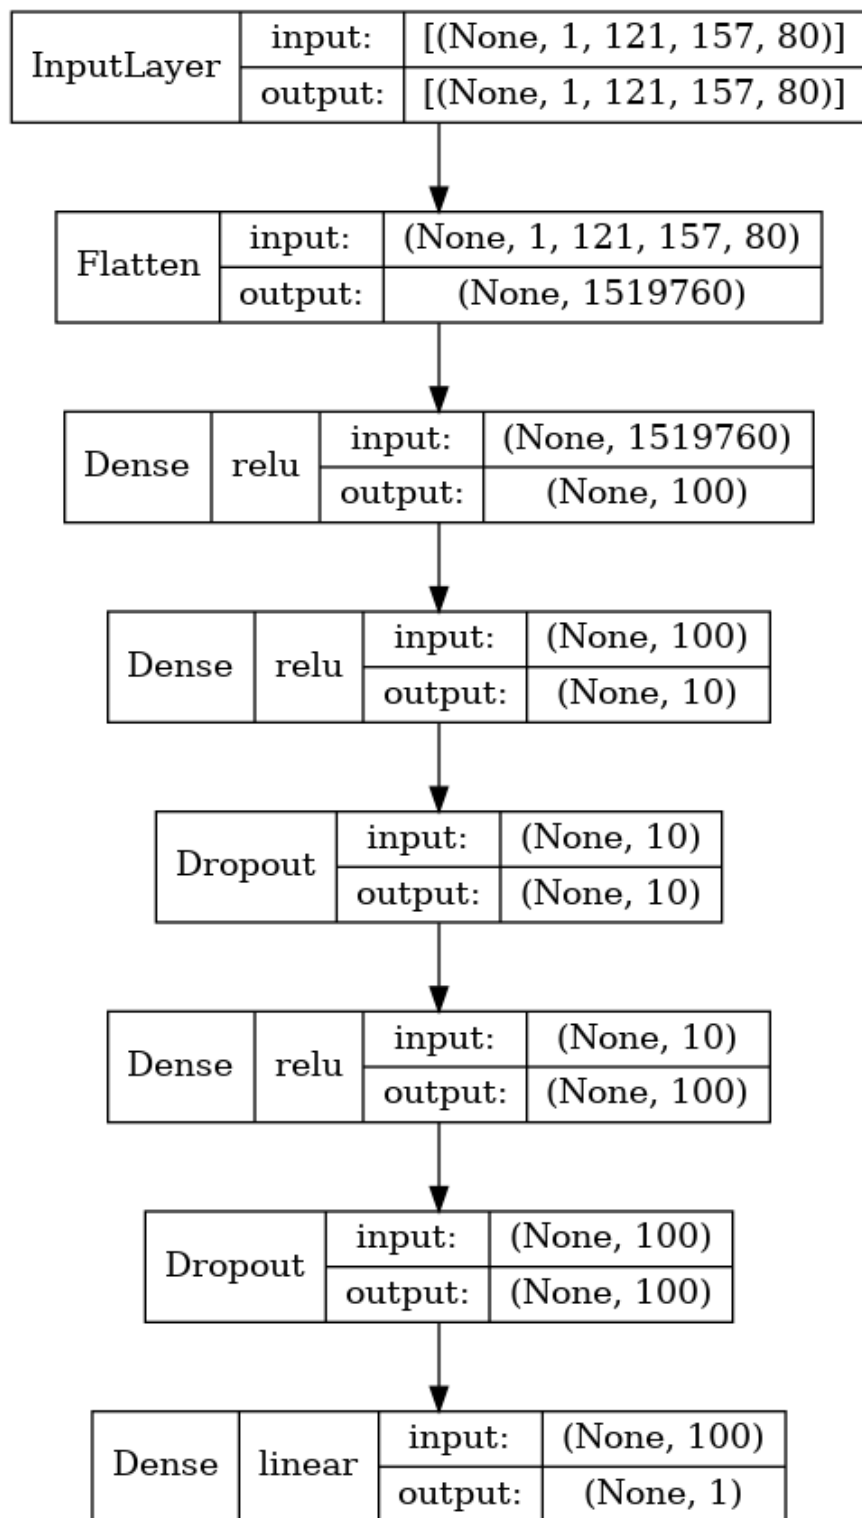 InputLayer
input: [(None, 1, 121, 157, 80)]
output: [(None, 1, 121, 157, 80)]
Flatten
input: (None, 1, 121, 157, 80)
output: (None, 1519760)
Dense relu
input: (None, 1519760)
output: (None, 100)
Dense relu
input: (None, 100)
output: (None, 10)
Dropout
input: (None, 10)
output: (None, 10)
Dense relu
input: (None, 10)
output: (None, 100)
Dropout
input: (None, 100)
output: (None, 100)
Dense linear
input: (None, 100)
output: (None, 1)